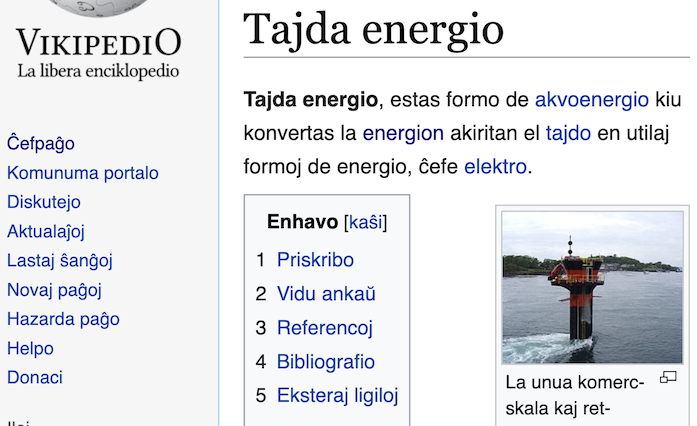 VIKIPEDIO
La libera enciklopedio
Ĉefpaĝo
Komunuma portalo
Diskutejo
Aktualaĵoj
Lastaj ŝanĝoj
Novaj paĝoj
Hazarda paĝo
Helpo
Donaci
Tajda energio
Tajda energio, estas formo de akvoenergio kiu
konvertas la energion akiritan el tajdo en utilaj
formoj de energio, ĉefe elektro.
Enhavo [kaŝi]
1 Priskribo
2 Vidu ankaŭ
3 Referencoj
4 Bibliografio
5 Eksteraj ligiloj
La unua komerc-
skala kaj ret-